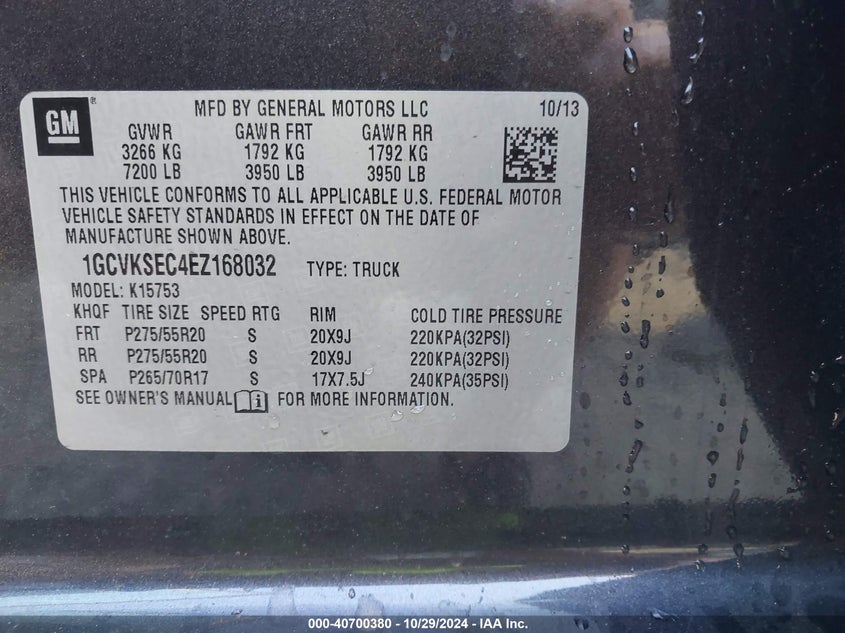 GM ® MFD BY GENERAL MOTORS LLC 10/13
GVWR GAWR FRT GAWR RR
3266 KG 1792 KG 1792 KG
7200 LB 3950 LB 3950 LB
THIS VEHICLE CONFORMS TO ALL APPLICABLE U.S. FEDERAL MOTOR
VEHICLE SAFETY STANDARDS IN EFFECT ON THE DATE OF
MANUFACTURE SHOWN ABOVE.
1GCVKSEC4EZ168032 TYPE: TRUCK
MODEL: K15753
KHQF TIRE SIZE SPEED RTG RIM COLD TIRE PRESSURE
FRT P275/55R20 S 20X9J 220KPA(32PSI)
RR P275/55R20 S 20X9J 220KPA(32PSI)
SPA P265/70R17 S 17X7.5J 240KPA(35PSI)
SEE OWNER'S MANUAL i FOR MORE INFORMATION.
000-40700380 - 10/29/2024 - IAA Inc.